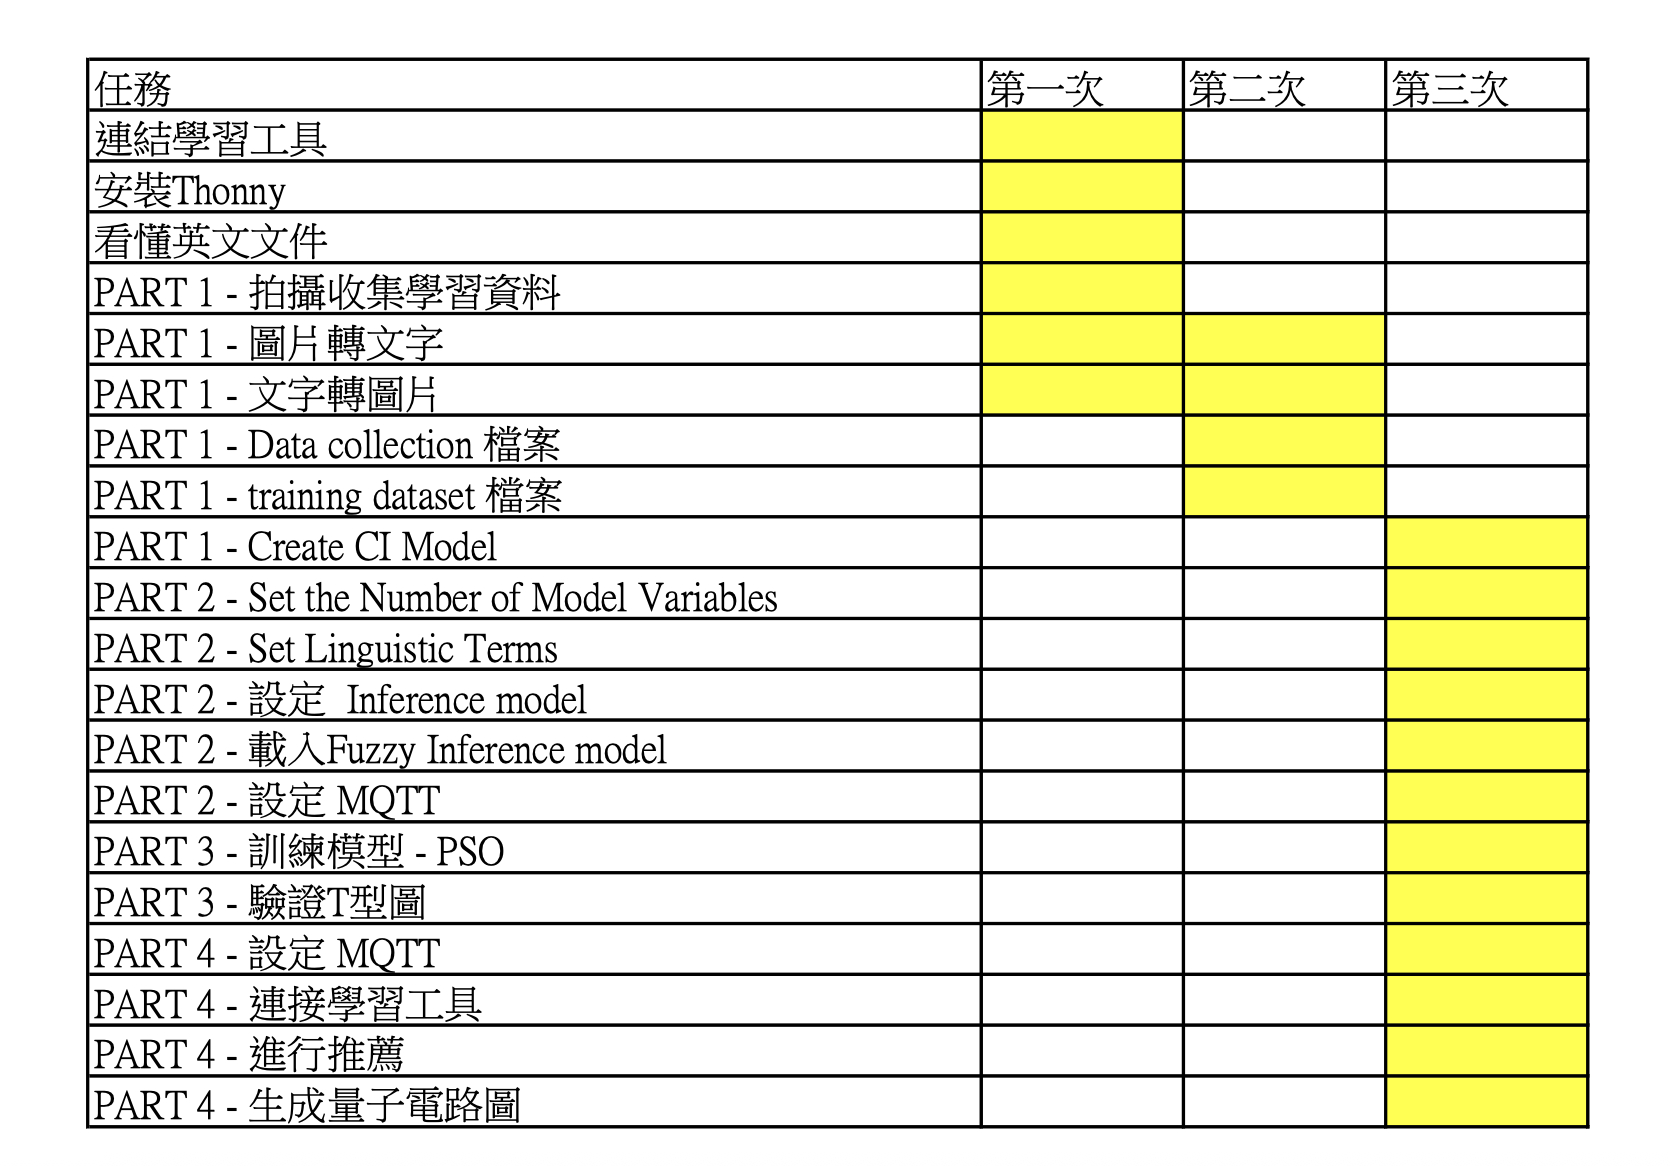 任務 第一次 第二次 第三次
連結學習工具
安裝Thonny
看懂英文文件
PART 1 - 拍攝收集學習資料
PART 1 - 圖片轉文字
PART 1 - 文字轉圖片
PART 1 - Data collection 檔案
PART 1 - training dataset 檔案
PART 1 - Create CI Model
PART 2 - Set the Number of Model Variables
PART 2 - Set Linguistic Terms
PART 2 - 設定  Inference model
PART 2 - 載入Fuzzy Inference model
PART 2 - 設定 MQTT
PART 3 - 訓練模型 - PSO
PART 3 - 驗證T型圖
PART 4 - 設定 MQTT
PART 4 - 連接學習工具
PART 4 - 進行推薦
PART 4 - 生成量子電路圖